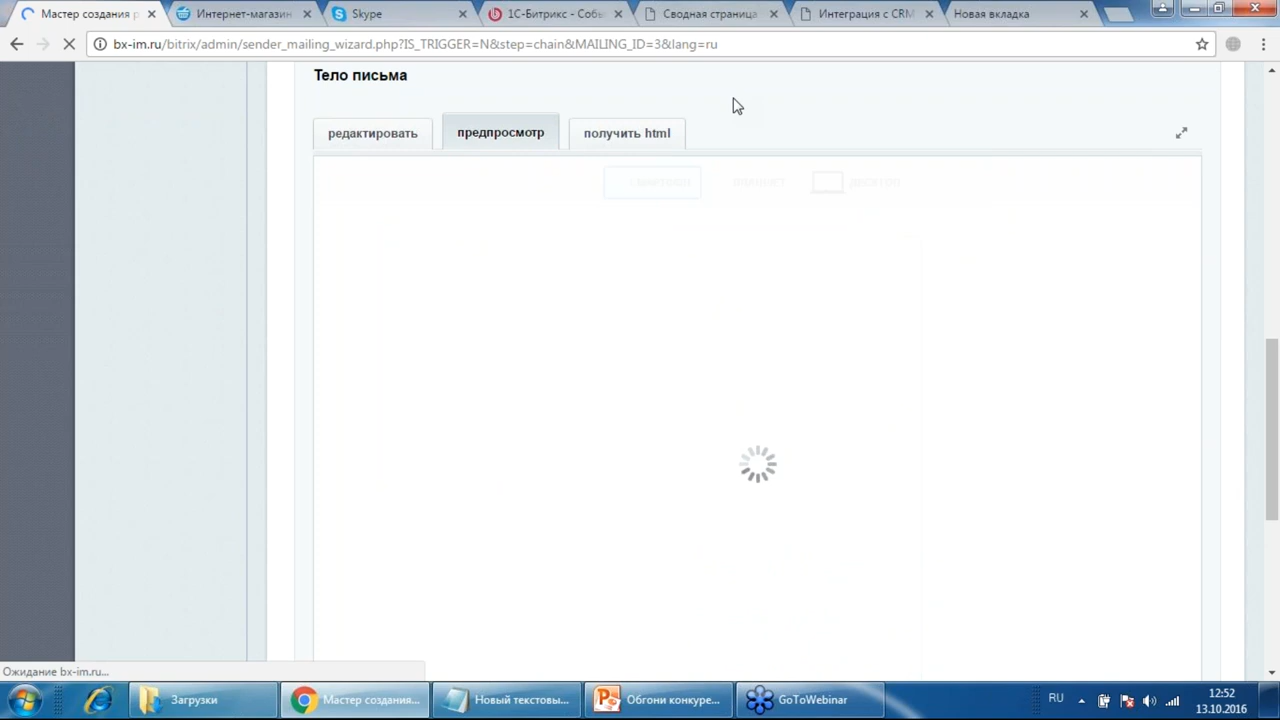 Мастер создания р
Интернет-магазин
Skype
1С-Битрикс - Собы
Сводная страница
Интеграция с CRM
Новая вкладка
bx-im.ru/bitrix/admin/sender_mailing_wizard.php?IS_TRIGGER=N&step=chain&MAILING_ID=3&lang=ru
Тело письма
редактировать
предпросмотр
получить html
Ожидание bx-im.ru...
Загрузки
Мастер создания...
Новый текстовы...
Обгони конкуре...
GoToWebinar
RU
12:52
13.10.2016